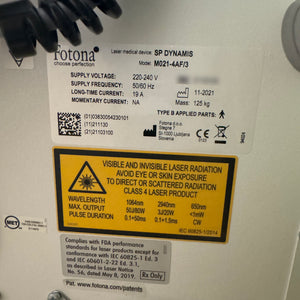 Fotona
choose perfection
Laser medical device: SP DYNAMIS
Model: M021-4AF/3
SUPPLY VOLTAGE: 220-240 V
SUPPLY FREQUENCY: 50/60 Hz
LONG-TIME CURRENT: 19 A
MOMENTARY CURRENT: NA
11-2021
Mass: 125 kg
Type B applied parts
(01)03830054230101
(11)211130
(21)21103100
Fotona d.o.o.
Stegne 7
SI-1000 Ljubljana
Slovenia
VISIBLE AND INVISIBLE LASER RADIATION
AVOID EYE OR SKIN EXPOSURE
TO DIRECT OR SCATTERED RADIATION
CLASS 4 LASER PRODUCT
WAVELENGTH 1064nm 2940nm 650nm
MAX. OUTPUT 50J/80W 3J/20W <1mW
PULSE DURATION 0.1÷50ms 0.1÷1.5ms CW
IEC 60825-1/2014
MET
Complies with FDA performance
standards for laser products except for
conformance with IEC 60825-1 Ed. 3
and IEC 60601-2-22 Ed. 3.1,
as described in Laser Notice
No. 56, dated May 8, 2019.
Rx Only
Pat. www.fotona.com/patents